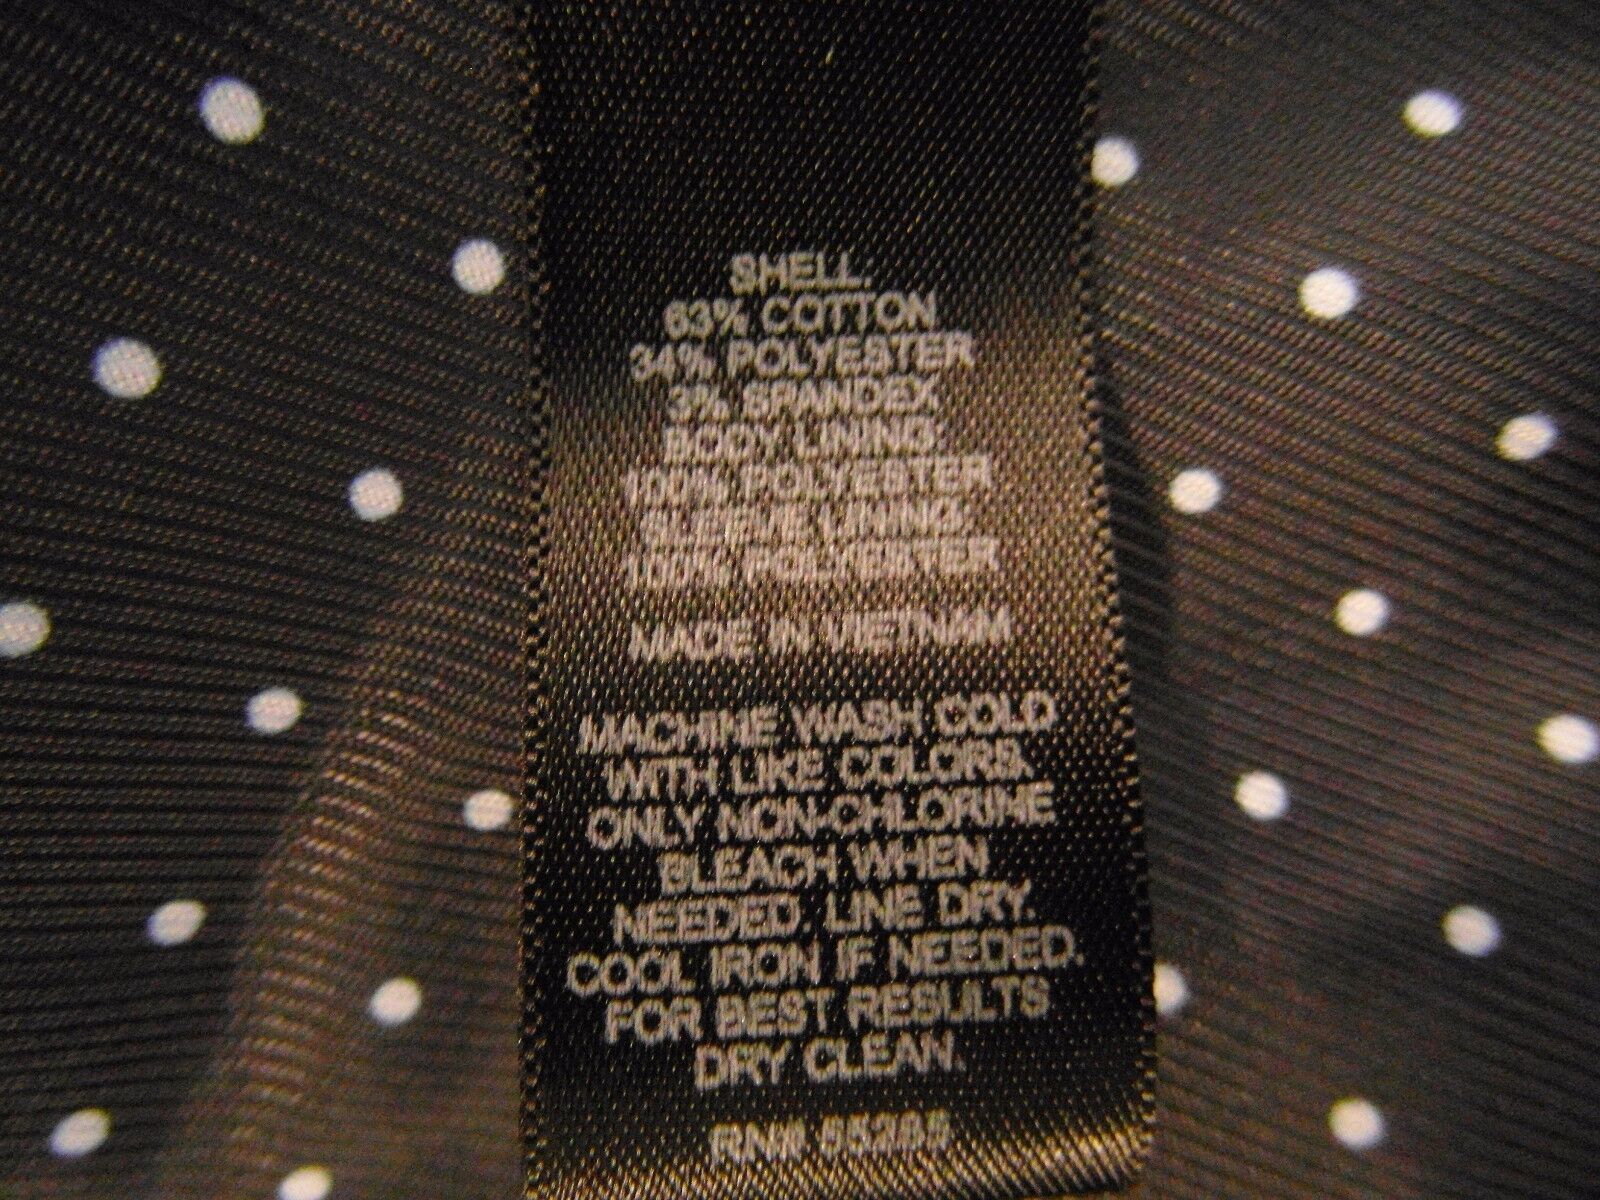 SHELL:
63% COTTON
34% POLYESTER
3% SPANDEX
BODY LINING:
100% POLYESTER
SLEEVE LINING:
100% POLYESTER
MADE IN VIETNAM
MACHINE WASH COLD
WITH LIKE COLORS.
ONLY NON-CHLORINE
BLEACH WHEN
NEEDED. LINE DRY.
COOL IRON IF NEEDED.
FOR BEST RESULTS
DRY CLEAN.
RN#